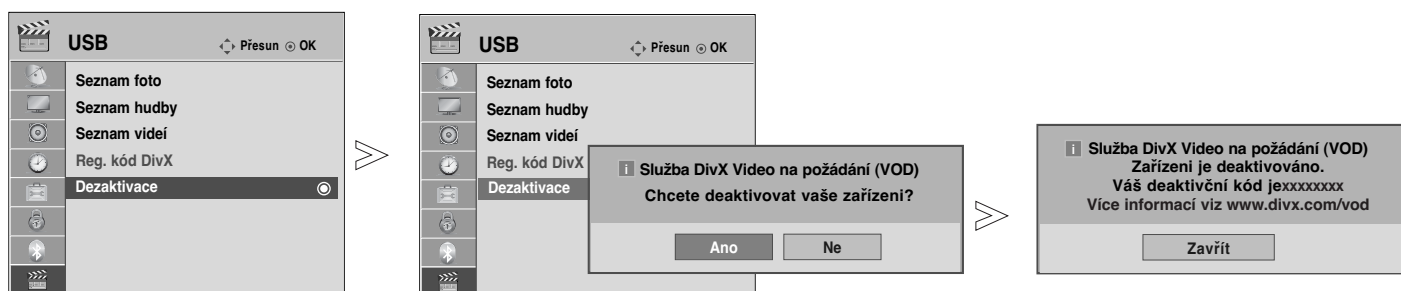 USB
Přesun OK
Seznam foto
Seznam hudby
Seznam videí
Reg. kód DivX
Dezaktivace
USB
Přesun OK
Seznam foto
Seznam hudby
Seznam videí
Reg. kód DivX
Dezaktivace
i Služba DivX Video na požádání (VOD)
Chcete deaktivovat vaše zařízeni?
Ano Ne
i Služba DivX Video na požádání (VOD)
Zařízeni je deaktivováno.
Váš deaktivční kód jexxxxxxxx
Více informací viz www.divx.com/vod
Zavřít